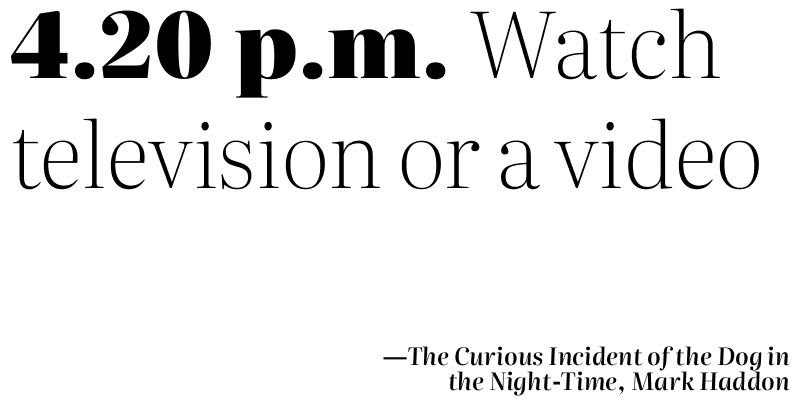 4.20 p.m. Watch
television or a video
—The Curious Incident of the Dog in
the Night-Time, Mark Haddon